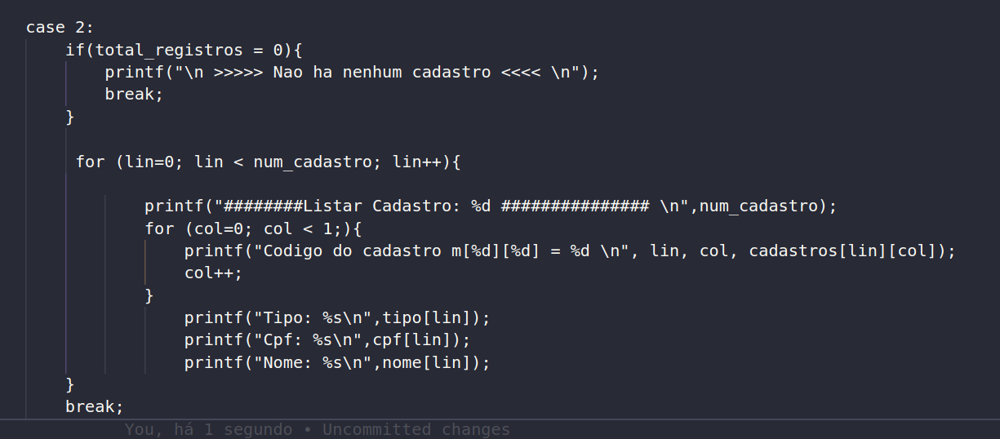 case 2:
if(total_registros = 0){
printf("\n >>>>> Nao ha nenhum cadastro <<<< \n");
break;
}
for (lin=0; lin < num_cadastro; lin++){
printf("########Listar Cadastro: %d ############### \n",num_cadastro);
for (col=0; col < 1;){
printf("Codigo do cadastro m[%d][%d] = %d \n", lin, col, cadastros[lin][col]);
col++;
}
printf("Tipo: %s\n",tipo[lin]);
printf("Cpf: %s\n",cpf[lin]);
printf("Nome: %s\n",nome[lin]);
}
break;
You, há 1 segundo • Uncommitted changes